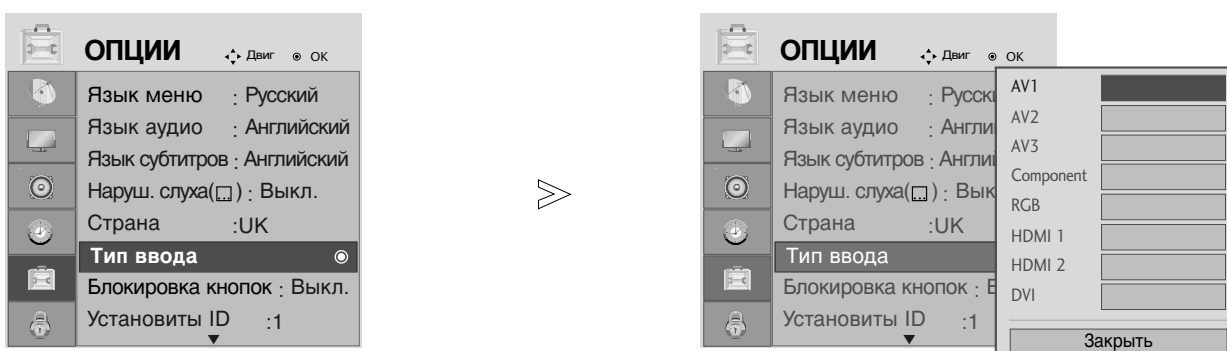 ОПЦИИ Двиг ОК
Язык меню : Русский
Язык аудио : Английский
Язык субтитров : Английский
Наруш. слуха( ) : Выкл.
Страна :UK
Тип ввода
Блокировка кнопок : Выкл.
Установиты ID :1
ОПЦИИ Двиг ОК
Язык меню : Русски
Язык аудио : Англи
Язык субтитров : Англи
Наруш. слуха( ) : Вык
Страна :UK
Тип ввода
Блокировка кнопок : В
Установиты ID :1
AV1
AV2
AV3
Component
RGB
HDMI 1
HDMI 2
DVI
Закрыть